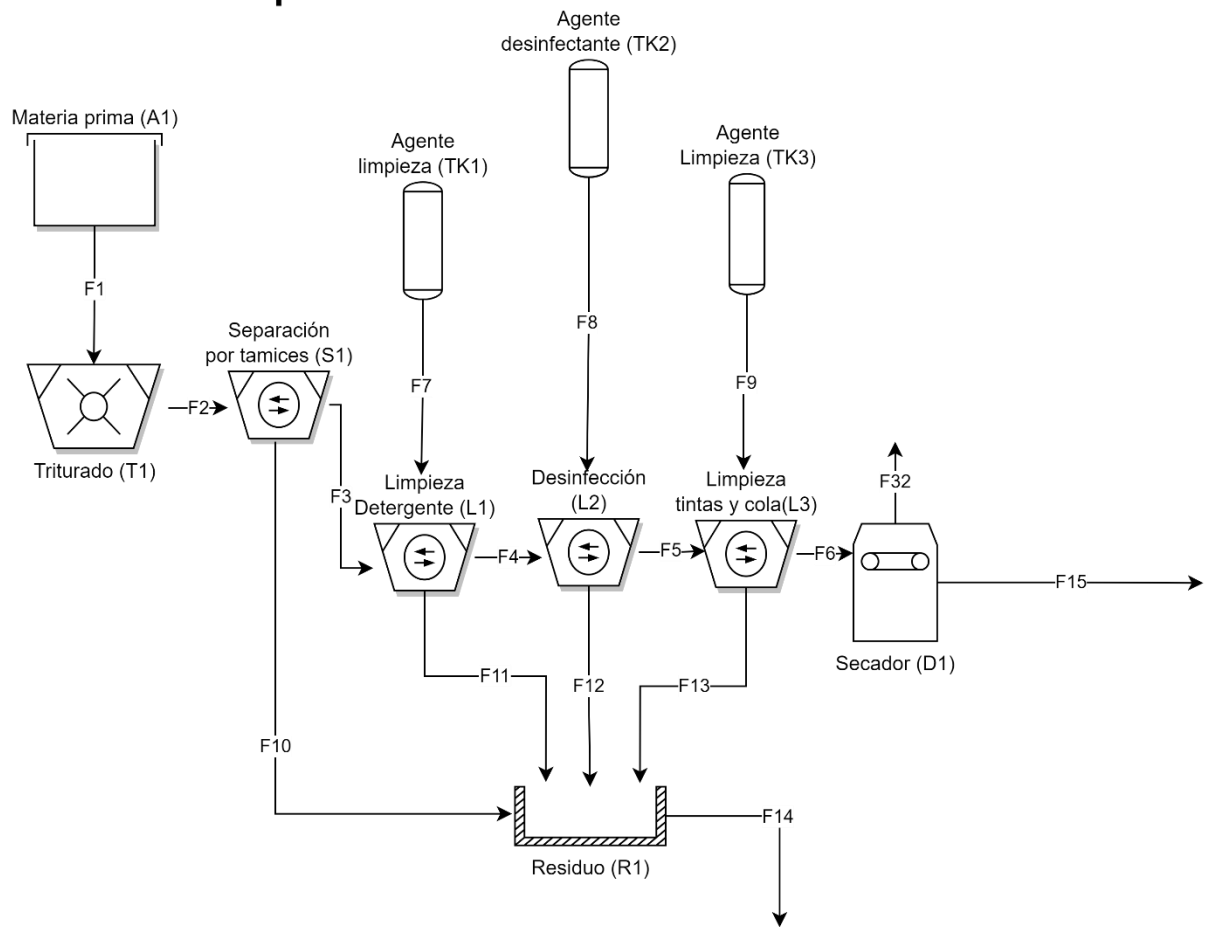 Agente
desinfectante (TK2)
Materia prima (A1)
Agente
limpieza (TK1)
Agente
Limpieza (TK3)
F1
F8
Separación
por tamices (S1)
F7
F9
F2
Triturado (T1)
F3
Limpieza
Detergente (L1)
Desinfección
(L2)
Limpieza
tintas y cola(L3)
F32
F4
F5
F6
F15
Secador (D1)
F11
F12
F13
F10
F14
Residuo (R1)